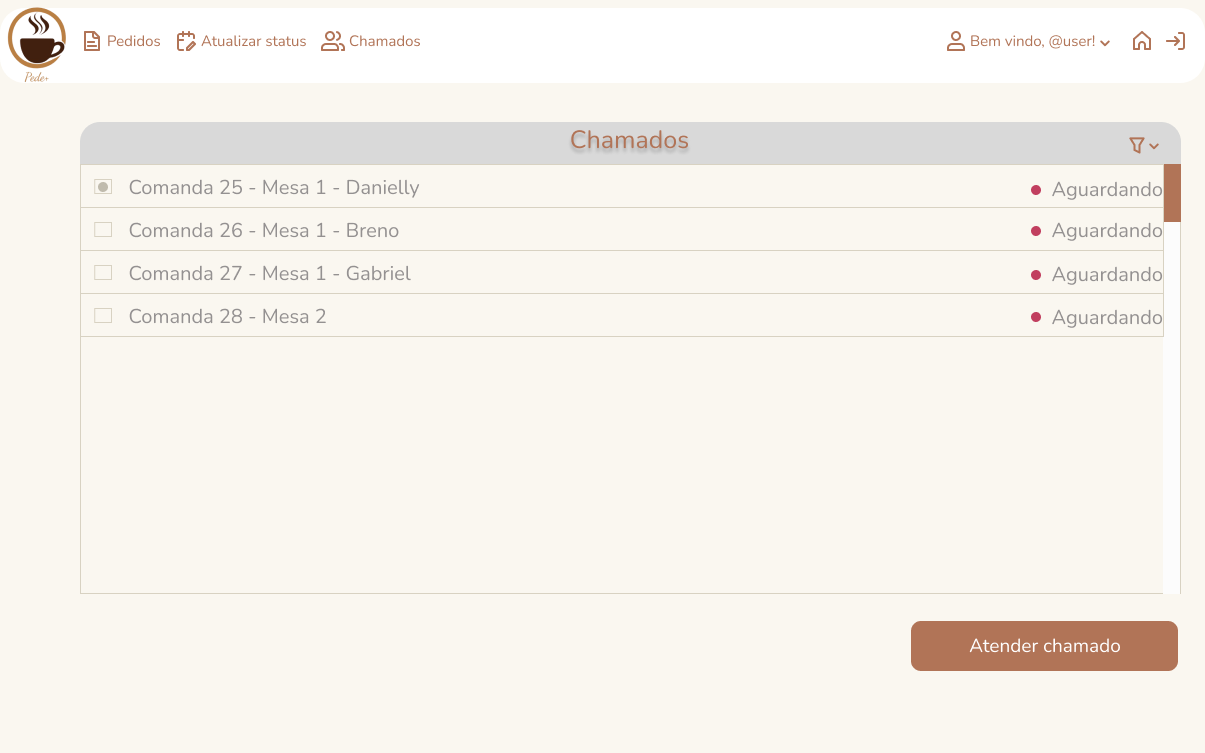 Pedidos Atualizar status Chamados Bem vindo, @user!
Pede+
Chamados
Comanda 25 - Mesa 1 - Danielly Aguardando
Comanda 26 - Mesa 1 - Breno Aguardando
Comanda 27 - Mesa 1 - Gabriel Aguardando
Comanda 28 - Mesa 2 Aguardando
Atender chamado